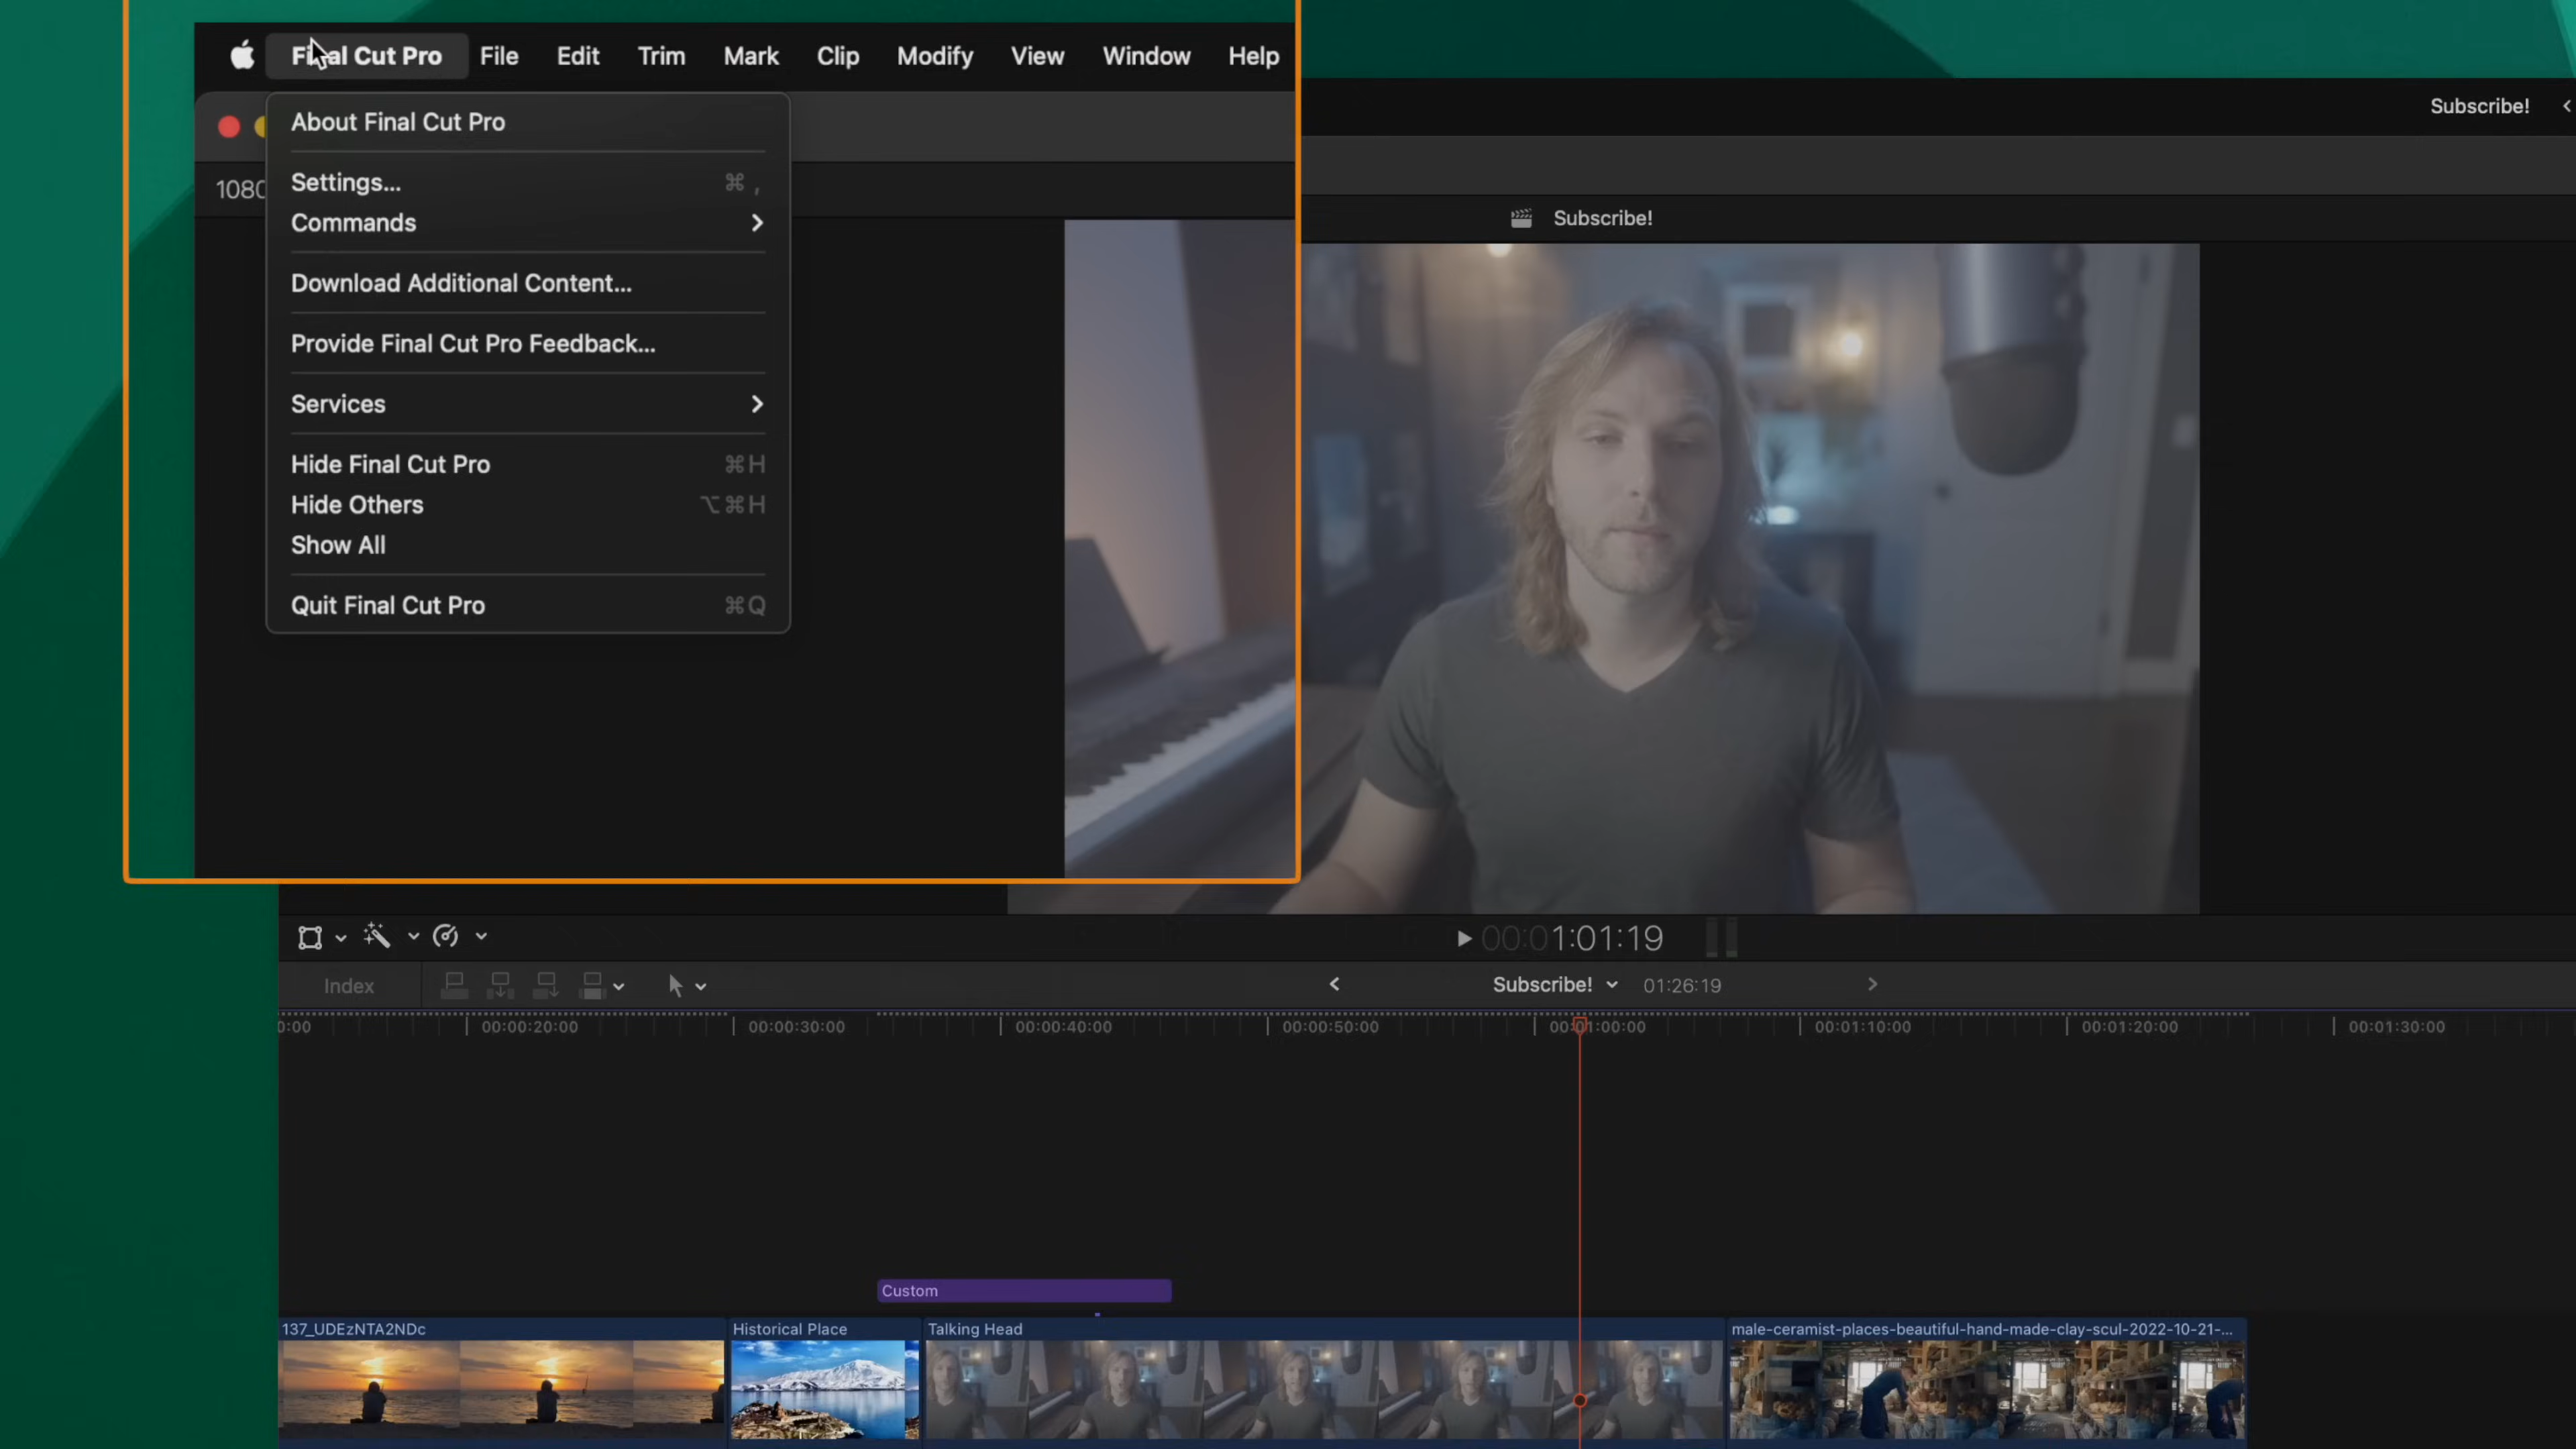 Final Cut Pro File Edit Trim Mark Clip Modify View Window Help
About Final Cut Pro
Settings... ⌘ ,
Commands
Download Additional Content...
Provide Final Cut Pro Feedback...
Services
Hide Final Cut Pro ⌘H
Hide Others ⌥⌘H
Show All
Quit Final Cut Pro ⌘Q
1080
Subscribe!
Subscribe!
00:01:01:19
Index
Subscribe! 01:26:19
0:00 00:00:20:00 00:00:30:00 00:00:40:00 00:00:50:00 00:01:00:00 00:01:10:00 00:01:20:00 00:01:30:00
Custom
137_UDEzNTA2NDc Historical Place Talking Head male-ceramist-places-beautiful-hand-made-clay-scul-2022-10-21-...